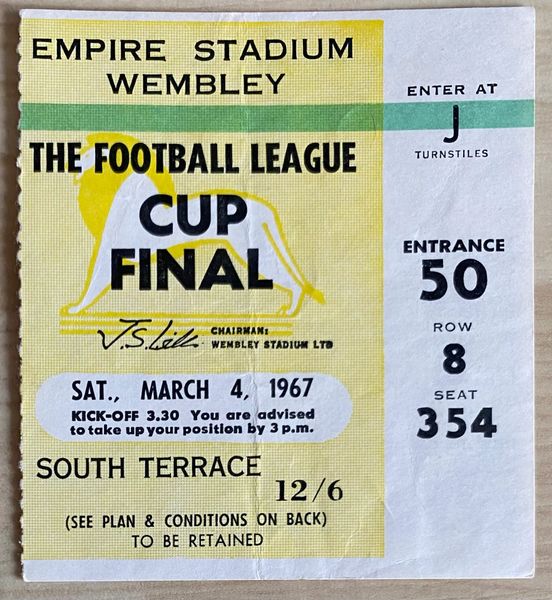 EMPIRE STADIUM
WEMBLEY
THE FOOTBALL LEAGUE
CUP
FINAL
CHAIRMAN:
WEMBLEY STADIUM LTD
SAT., MARCH 4, 1967
KICK-OFF 3.30 You are advised
to take up your position by 3 p.m.
SOUTH TERRACE
12/6
(SEE PLAN & CONDITIONS ON BACK)
TO BE RETAINED
ENTER AT
J
TURNSTILES
ENTRANCE
50
ROW
8
SEAT
354